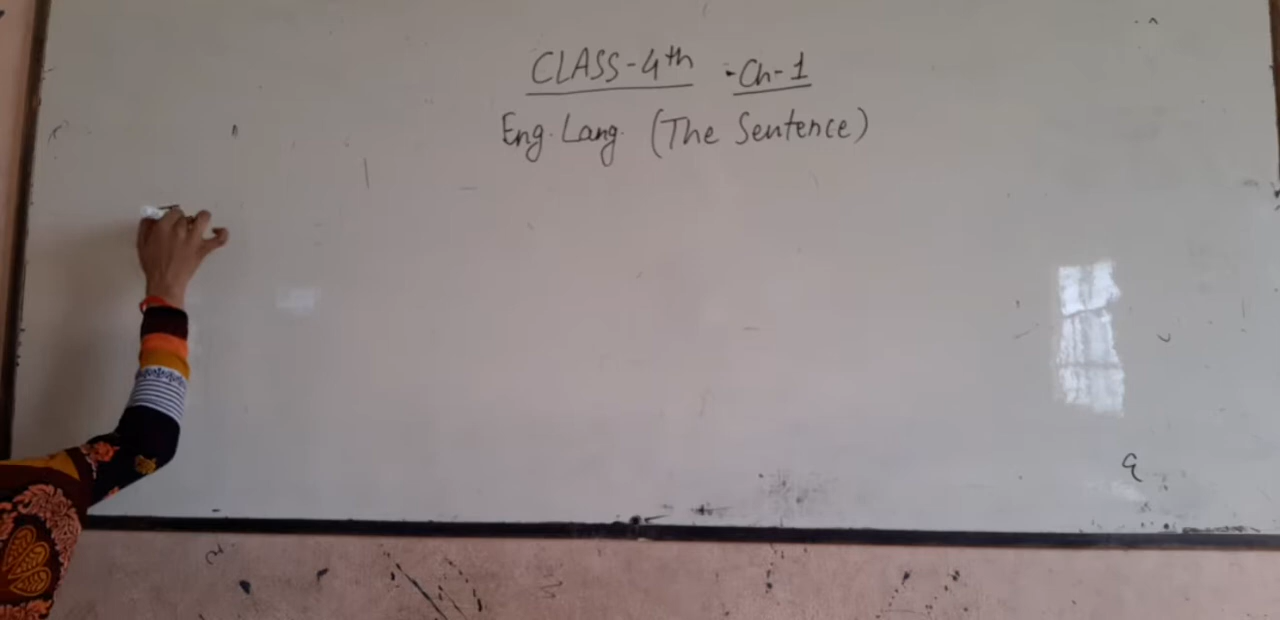 CLASS-4th Ch-1
Eng. Lang. (The Sentence)